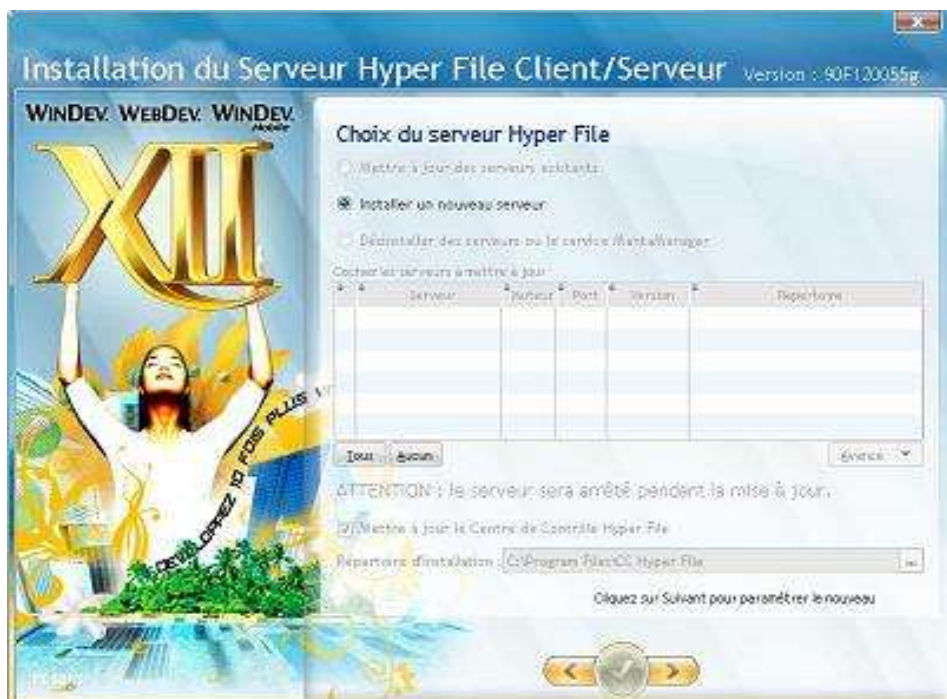 Installation du Serveur Hyper File Client/Serveur Version : 90F120055g
WINDEV. WEBDEV. WINDEV.
Mobile
XII
DEVELOPPEZ 10 FOIS PLUS
Choix du serveur Hyper File
Mettre à jour des serveurs existants
Installer un nouveau serveur
Désinstaller des serveurs ou le service MantaManager
Cochez les serveurs à mettre à jour
Serveur Moteur Port Version Répertoire
Tous Aucun Avancé
ATTENTION : le serveur sera arrêté pendant la mise à jour.
Mettre à jour le Centre de Contrôle Hyper File
Répertoire d'installation C:\Program Files\CC Hyper File ...
Cliquez sur Suivant pour paramétrer le nouveau